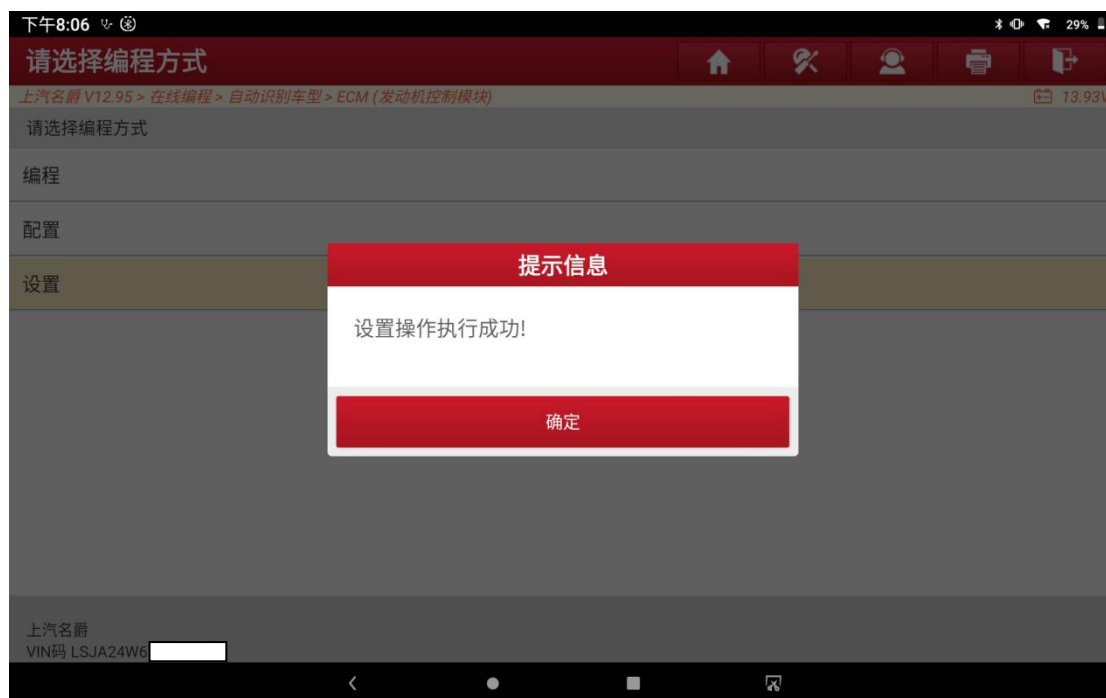 下午8:06
29%
请选择编程方式
上汽名爵 V12.95 > 在线编程 > 自动识别车型 > ECM (发动机控制模块)
13.93V
请选择编程方式
编程
配置
设置
提示信息
设置操作执行成功!
确定
上汽名爵
VIN码 LSJA24W6